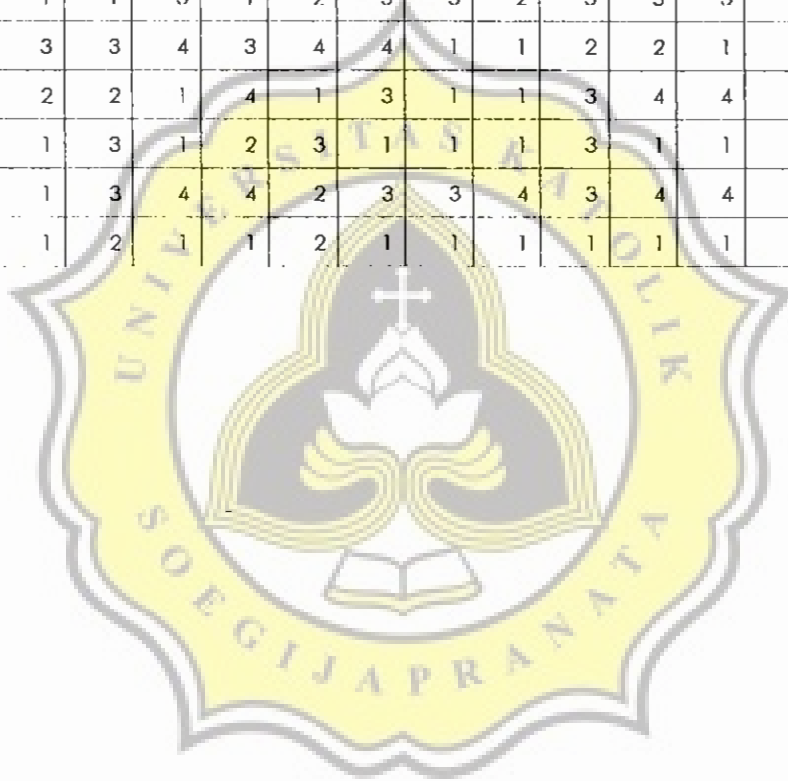 3 3 4 3 4 4 1 1 2 2 1
2 2 1 4 1 3 1 1 3 4 4
1 3 1 2 3 1 1 1 3 1 1
1 3 4 4 2 3 3 4 3 4 4
1 2 1 1 2 1 1 1 1 1 1
UNIVERSITAS KATOLIK
SOEGIJAPRANATA